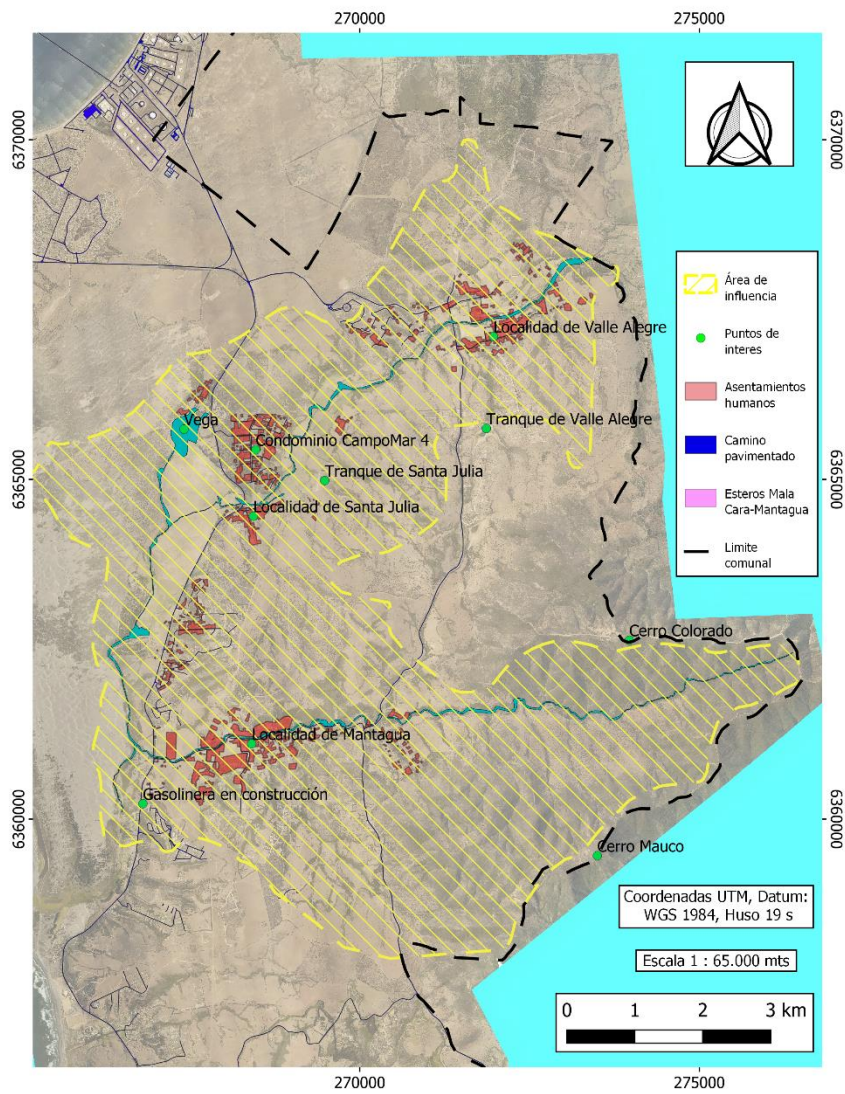 270000
275000
6370000
6370000
Área de
influencia
Puntos de
interes
Asentamientos
humanos
Camino
pavimentado
Esteros Mala
Cara-Mantagua
Limite
comunal
Localidad de Valle Alegre
Vega
Tranque de Valle Alegre
Condominio CampoMar 4
Tranque de Santa Julia
6365000
6365000
Localidad de Santa Julia
Cerro Colorado
Localidad de Mantagua
Gasolinera en construcción
6360000
6360000
Cerro Mauco
Coordenadas UTM, Datum:
WGS 1984, Huso 19 s
Escala 1 : 65.000 mts
0 1 2 3 km
270000
275000